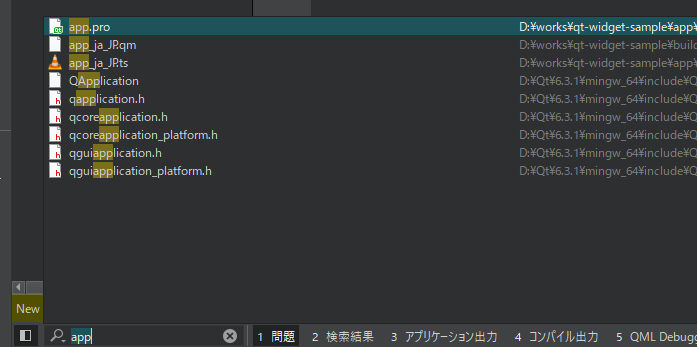 app.pro D:¥works¥qt-widget-sample¥app¥
app_ja_JP.qm D:¥works¥qt-widget-sample¥build
app_ja_JP.ts D:¥works¥qt-widget-sample¥app¥
QApplication D:¥Qt¥6.3.1¥mingw_64¥include¥Q
qapplication.h D:¥Qt¥6.3.1¥mingw_64¥include¥Q
qcoreapplication.h D:¥Qt¥6.3.1¥mingw_64¥include¥Q
qcoreapplication_platform.h D:¥Qt¥6.3.1¥mingw_64¥include¥Q
qguiapplication.h D:¥Qt¥6.3.1¥mingw_64¥include¥Q
qguiapplication_platform.h D:¥Qt¥6.3.1¥mingw_64¥include¥Q
New
app 1 問題 2 検索結果 3 アプリケーション出力 4 コンパイル出力 5 QML Debugg